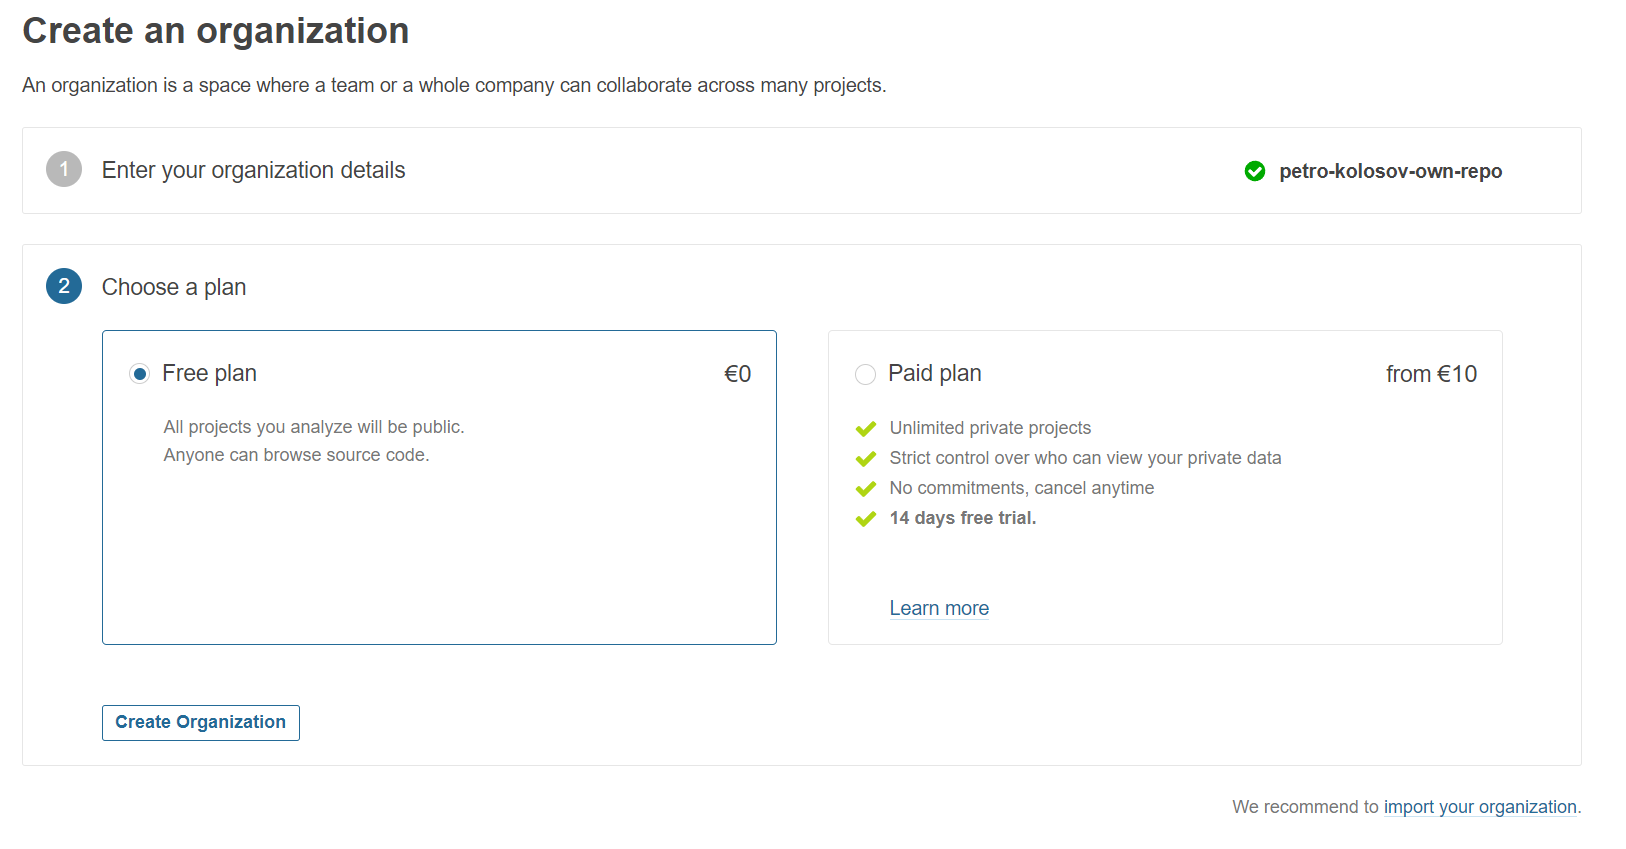 Create an organization
An organization is a space where a team or a whole company can collaborate across many projects.
1 Enter your organization details petro-kolosov-own-repo
2 Choose a plan
Free plan €0
All projects you analyze will be public.
Anyone can browse source code.
Paid plan from €10
Unlimited private projects
Strict control over who can view your private data
No commitments, cancel anytime
14 days free trial.
Learn more
Create Organization
We recommend to import your organization.